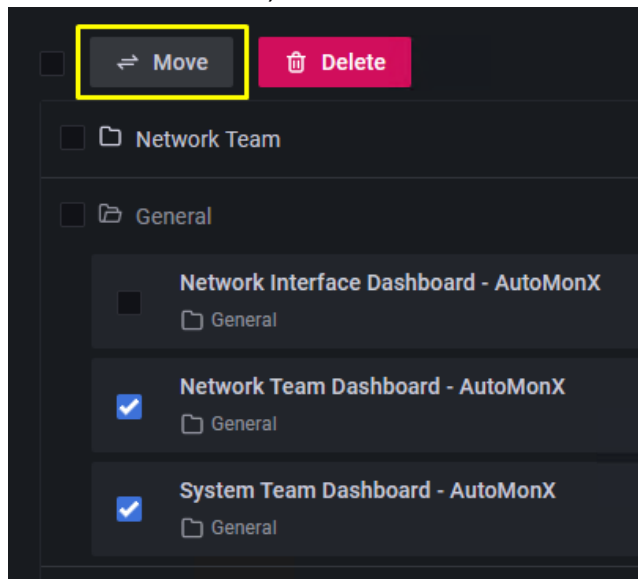 Move
Delete
Network Team
General
Network Interface Dashboard - AutoMonX
General
Network Team Dashboard - AutoMonX
General
System Team Dashboard - AutoMonX
General